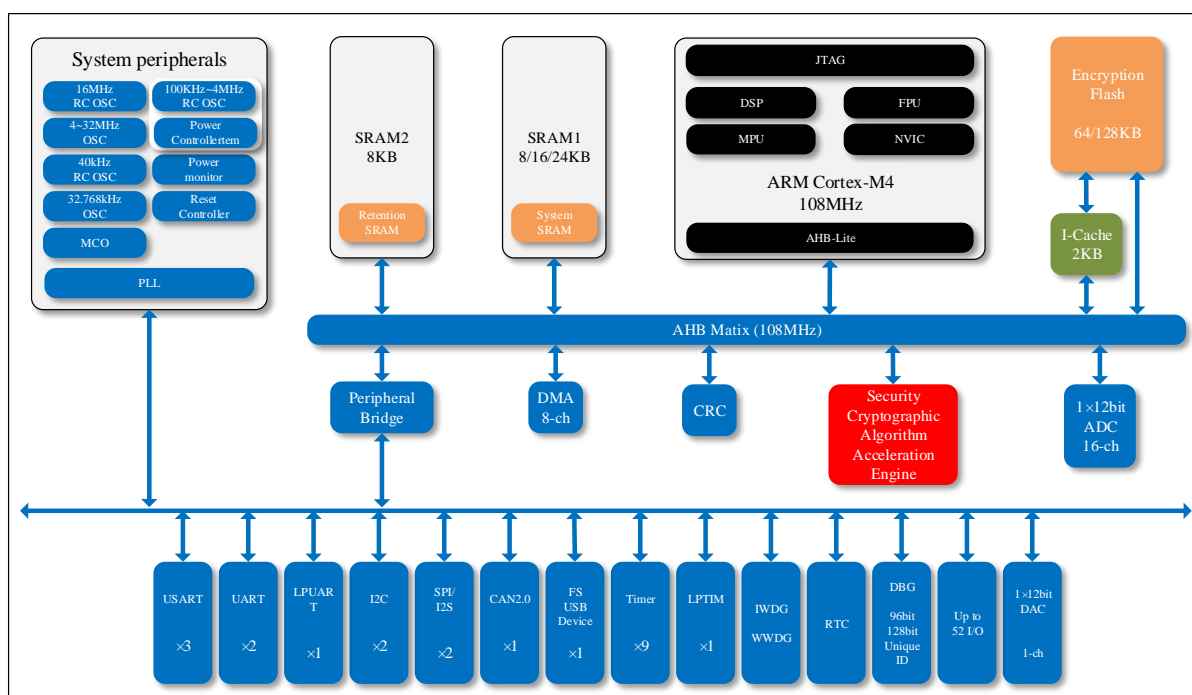 System peripherals
16MHz
RC OSC
100KHz~4MHz
RC OSC
4~32MHz
OSC
Power
Controllertem
40kHz
RC OSC
Power
monitor
32.768kHz
OSC
Reset
Controller
MCO
PLL
SRAM2
8KB
Retention
SRAM
SRAM1
8/16/24KB
System
SRAM
JTAG
DSP
FPU
MPU
NVIC
ARM Cortex-M4
108MHz
AHB-Lite
Encryption
Flash
64/128KB
I-Cache
2KB
AHB Matix (108MHz)
Peripheral
Bridge
DMA
8-ch
CRC
Security
Cryptographic
Algorithm
Acceleration
Engine
1×12bit
ADC
16-ch
USART
×3
UART
×2
LPUAR
T
×1
I2C
×2
SPI/
I2S
×2
CAN2.0
×1
FS
USB
Device
×1
Timer
×9
LPTIM
×1
IWDG
WWDG
RTC
DBG
96bit
128bit
Unique
ID
Up to
52 I/O
1×12bit
DAC
1-ch